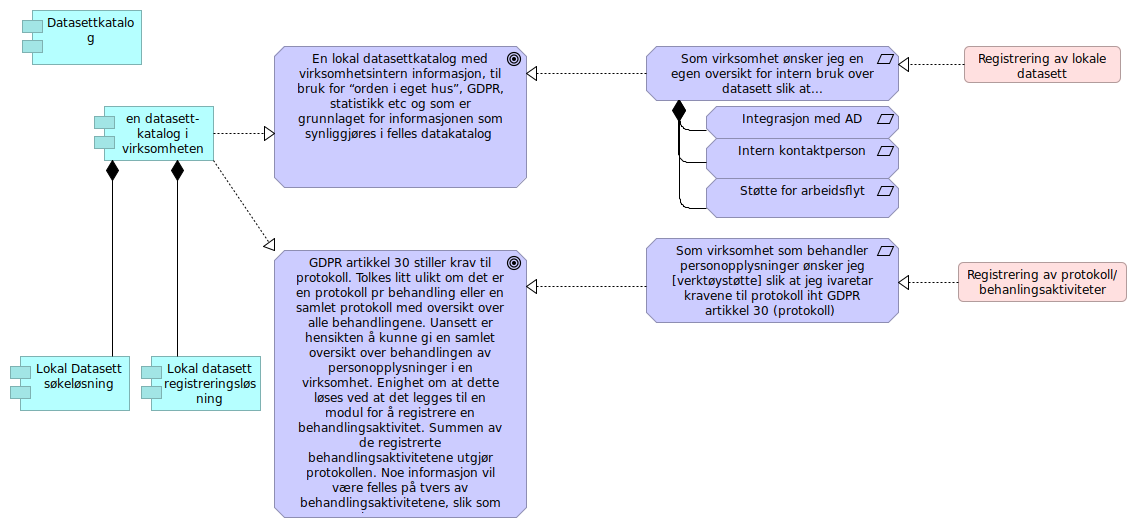 Datasettkatalo
g
en datasett-
katalog i
virksomheten
Lokal Datasett
søkeløsning
Lokal datasett
registreringsløs
ning
En lokal datasettkatalog med
virksomhetsintern informasjon, til
bruk for “orden i eget hus”, GDPR,
statistikk etc og som er
grunnlaget for informasjonen som
synliggjøres i felles datakatalog
GDPR artikkel 30 stiller krav til
protokoll. Tolkes litt ulikt om det er
en protokoll pr behandling eller en
samlet protokoll med oversikt over
alle behandlingene. Uansett er
hensikten å kunne gi en samlet
oversikt over behandlingen av
personopplysninger i en
virksomhet. Enighet om at dette
løses ved at det legges til en
modul for å registrere en
behandlingsaktivitet. Summen av
de registrerte
behandlingsaktivitetene utgjør
protokollen. Noe informasjon vil
være felles på tvers av
behandlingsaktivitetene, slik som
Som virksomhet ønsker jeg en
egen oversikt for intern bruk over
datasett slik at...
Integrasjon med AD
Intern kontaktperson
Støtte for arbeidsflyt
Som virksomhet som behandler
personopplysninger ønsker jeg
[verktøystøtte] slik at jeg ivaretar
kravene til protokoll iht GDPR
artikkel 30 (protokoll)
Registrering av lokale
datasett
Registrering av protokoll/
behanlingsaktiviteter